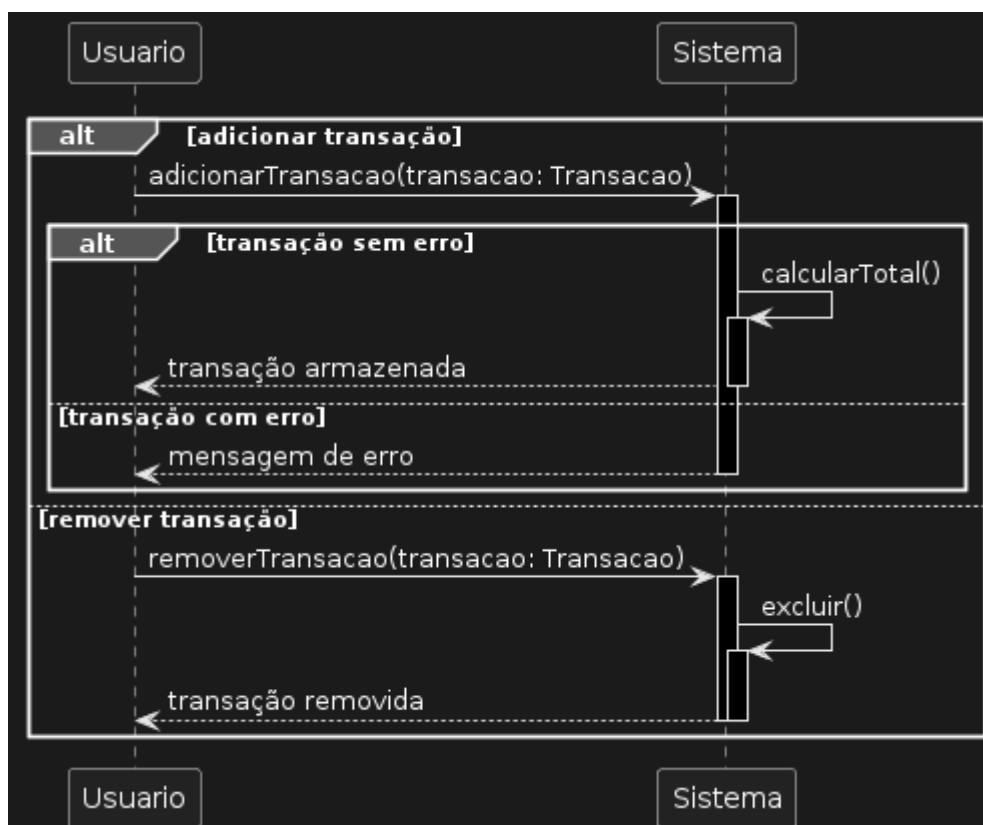 Usuario Sistema
alt [adicionar transação]
adicionarTransacao(transacao: Transacao)
alt [transação sem erro]
calcularTotal()
transação armazenada
[transação com erro]
mensagem de erro
[remover transação]
removerTransacao(transacao: Transacao)
excluir()
transação removida
Usuario Sistema